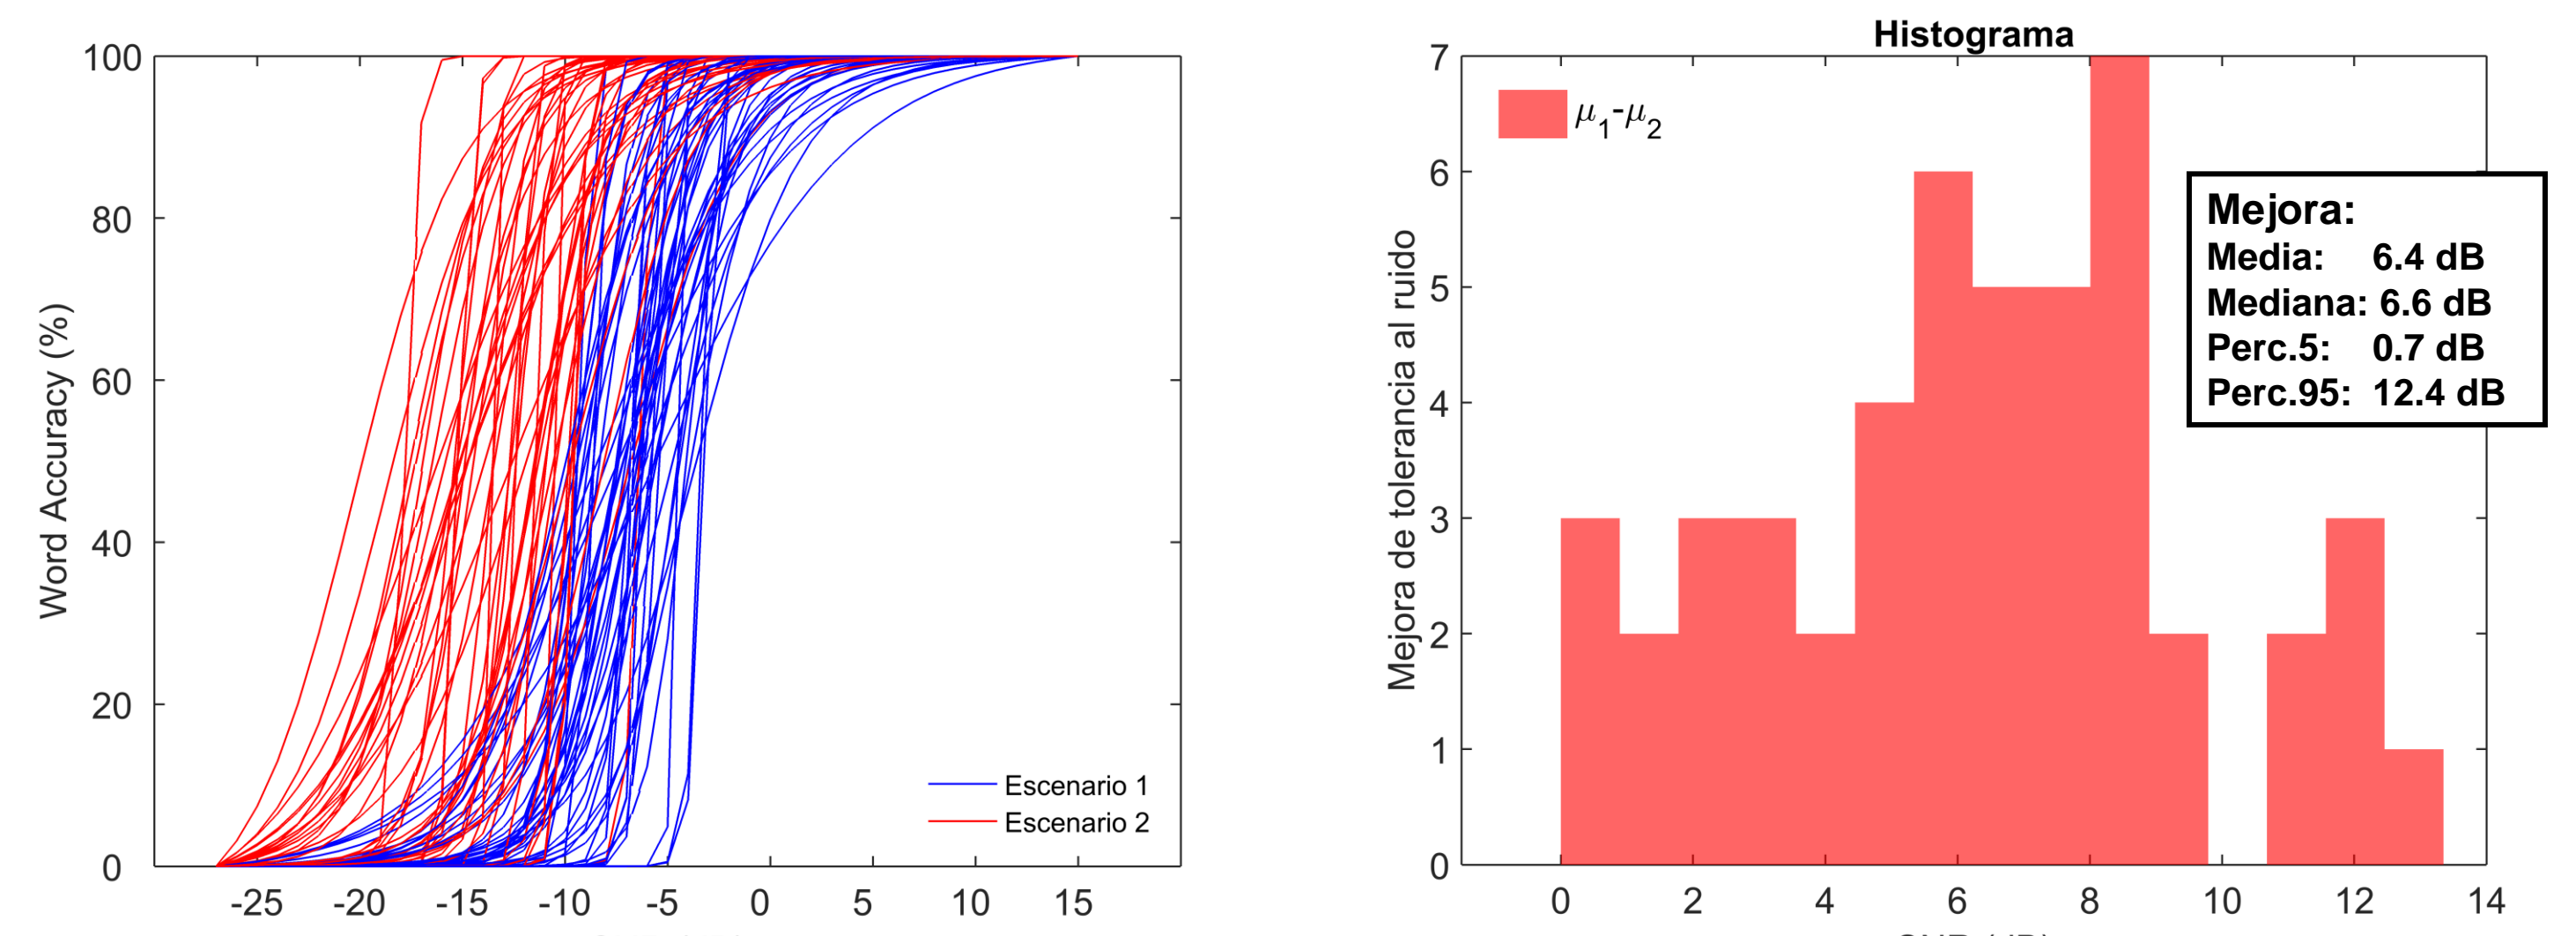 100
80
60
40
20
0
Word Accuracy (%)
-25 -20 -15 -10 -5 0 5 10 15
Escenario 1
Escenario 2
Histograma
7
6
5
4
3
2
1
0
Mejora de tolerancia al ruido
μ1-μ2
Mejora:
Media: 6.4 dB
Mediana: 6.6 dB
Perc.5: 0.7 dB
Perc.95: 12.4 dB
0 2 4 6 8 10 12 14